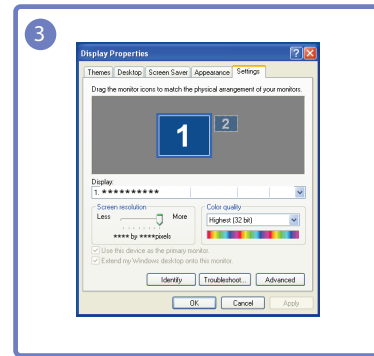 3
Display Properties
Themes Desktop Screen Saver Appearance Settings
Drag the monitor icons to match the physical arrangement of your monitors.
1 2
Display:
1. **********
Screen resolution
Less More
**** by ****pixels
Color quality
Highest (32 bit)
Use this device as the primary monitor.
Extend my Windows desktop onto this monitor.
Identify Troubleshoot... Advanced
OK Cancel Apply